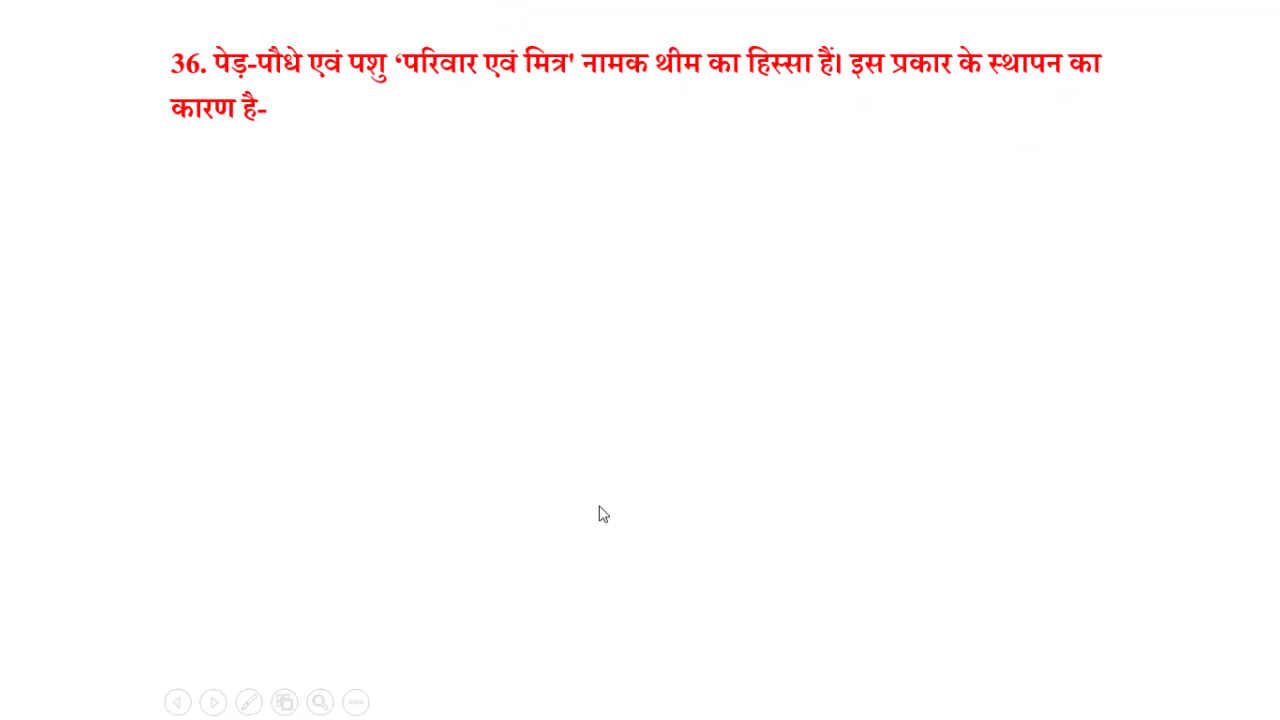 36. पेड़-पौधे एवं पशु ‘परिवार एवं मित्र' नामक थीम का हिस्सा हैं। इस प्रकार के स्थापन का
कारण है-